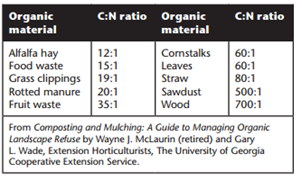 Organic material C:N ratio Organic material C:N ratio
Alfalfa hay 12:1 Cornstalks 60:1
Food waste 15:1 Leaves 60:1
Grass clippings 19:1 Straw 80:1
Rotted manure 20:1 Sawdust 500:1
Fruit waste 35:1 Wood 700:1
From Composting and Mulching: A Guide to Managing Organic
Landscape Refuse by Wayne J. McLaurin (retired) and Gary
L. Wade, Extension Horticulturists, The University of Georgia
Cooperative Extension Service.